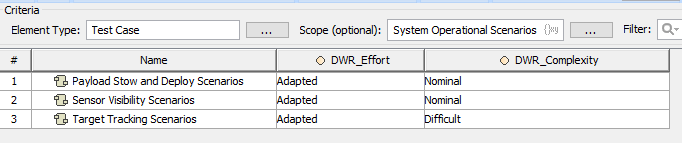 Criteria
Element Type: Test Case ... Scope (optional): System Operational Scenarios Filter:
# Name DWR_Effort DWR_Complexity
1 Payload Stow and Deploy Scenarios Adapted Nominal
2 Sensor Visibility Scenarios Adapted Nominal
3 Target Tracking Scenarios Adapted Difficult